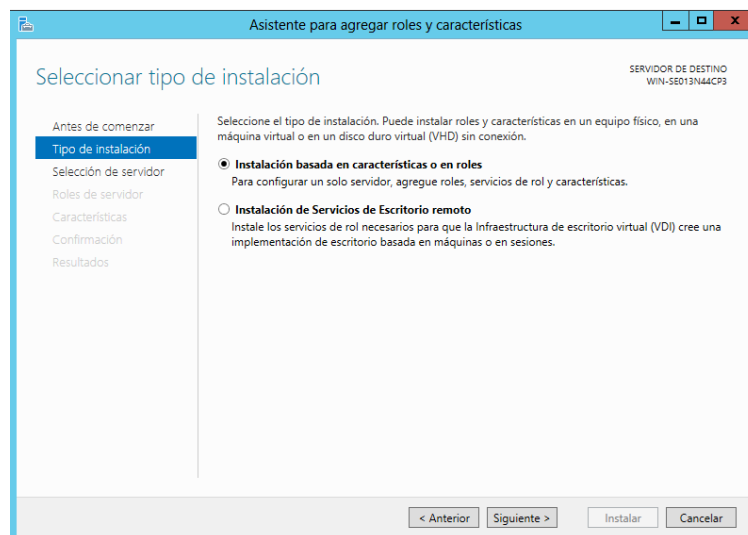 Asistente para agregar roles y características
Seleccionar tipo de instalación
SERVIDOR DE DESTINO
WIN-SE013N44CP3
Antes de comenzar
Tipo de instalación
Selección de servidor
Roles de servidor
Características
Confirmación
Resultados
Seleccione el tipo de instalación. Puede instalar roles y características en un equipo físico, en una
máquina virtual o en un disco duro virtual (VHD) sin conexión.
Instalación basada en características o en roles
Para configurar un solo servidor, agregue roles, servicios de rol y características.
Instalación de Servicios de Escritorio remoto
Instale los servicios de rol necesarios para que la Infraestructura de escritorio virtual (VDI) cree una
implementación de escritorio basada en máquinas o en sesiones.
< Anterior
Siguiente >
Instalar
Cancelar